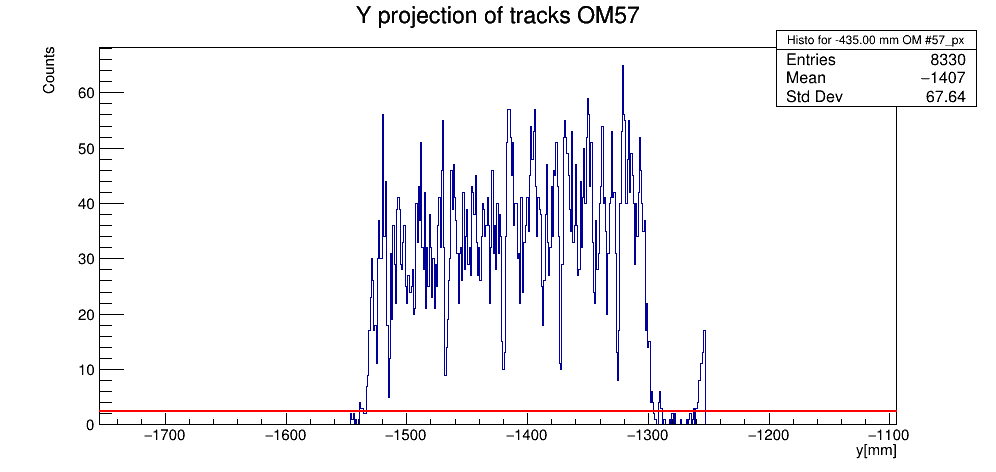 Y projection of tracks OM57
Histo for -435.00 mm OM #57_px
Entries 8330
Mean −1407
Std Dev 67.64
Counts
60
50
40
30
20
10
0
−1700 −1600 −1500 −1400 −1300 −1200 −1100
y[mm]